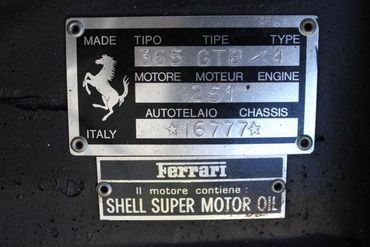 MADE TIPO TIPE TYPE
365 GTB/4
MOTORE MOTEUR ENGINE
251
AUTOTELAIO CHASSIS
ITALY ☆16777☆
Ferrari
Il motore contiene :
SHELL SUPER MOTOR OIL